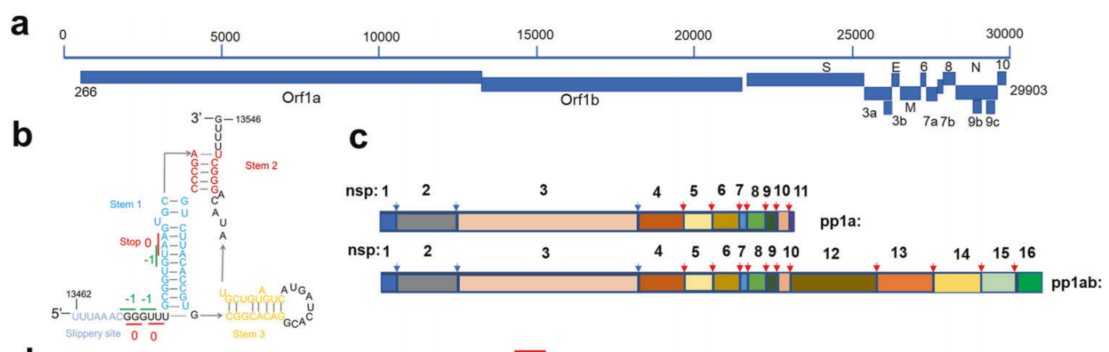 a
0 5000 10000 15000 20000 25000 30000
S E 6 8 N 10
266 29903
Orf1a Orf1b
3a 3b M 7a 7b 9b 9c
b
3' G 13546
U
U
U
U
Stem 2
Stem 1
Stop 0
-1
13462
-1 -1
5' UUUAAACGGGUUU G
Slippery site
0 0
UGCUGUGUC
CGGCACAG
Stem 3
c
nsp: 1 2 3 4 5 6 7 8 9 10 11
pp1a:
nsp: 1 2 3 4 5 6 7 8 9 10 12 13 14 15 16
pp1ab: